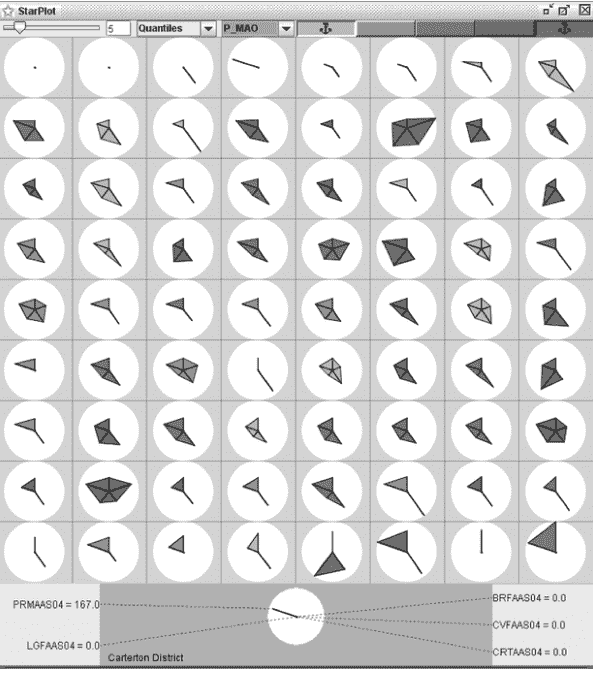 StarPlot
5 Quantiles P_MAO
PRMAAS04 = 167.0
BRFAAS04 = 0.0
CVFAAS04 = 0.0
LGFAAS04 = 0.0
CRTAAS04 = 0.0
Carterton District